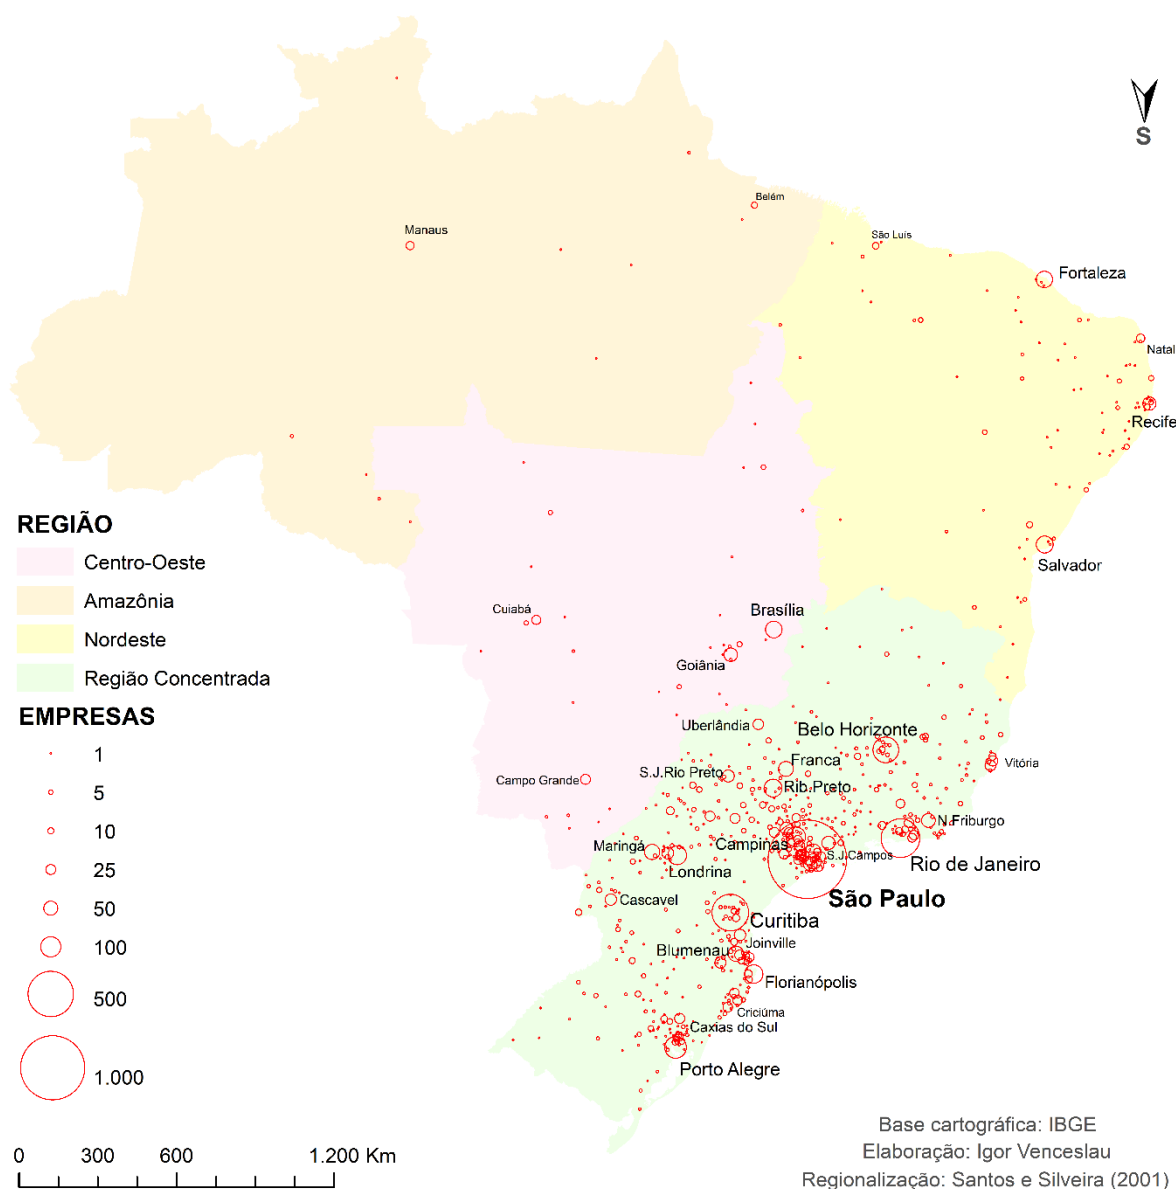 S
Belém
Manaus
São Luís
Fortaleza
Natal
Recife
REGIÃO
Centro-Oeste
Amazônia
Nordeste
Região Concentrada
Salvador
Cuiabá
Brasília
Goiânia
EMPRESAS
1
5
10
25
50
100
500
1.000
Uberlândia
Belo Horizonte
Vitória
S.J.Rio Preto
Franca
Campo Grande
Rib.Preto
N.Friburgo
Maringá
Campinas
S.J.Campos
Rio de Janeiro
Londrina
São Paulo
Cascavel
Curitiba
Joinville
Blumenau
Florianópolis
Criciúma
Caxias do Sul
Porto Alegre
0 300 600 1.200 Km
Base cartográfica: IBGE
Elaboração: Igor Venceslau
Regionalização: Santos e Silveira (2001)